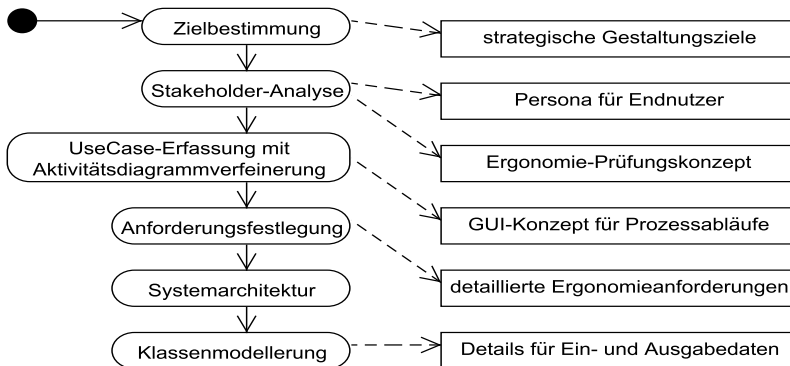 Zielbestimmung
strategische Gestaltungsziele
Stakeholder-Analyse
Persona für Endnutzer
UseCase-Erfassung mit
Aktivitätsdiagrammverfeinerung
Ergonomie-Prüfungskonzept
Anforderungsfestlegung
GUI-Konzept für Prozessabläufe
Systemarchitektur
detaillierte Ergonomieanforderungen
Klassenmodellerung
Details für Ein- und Ausgabedaten